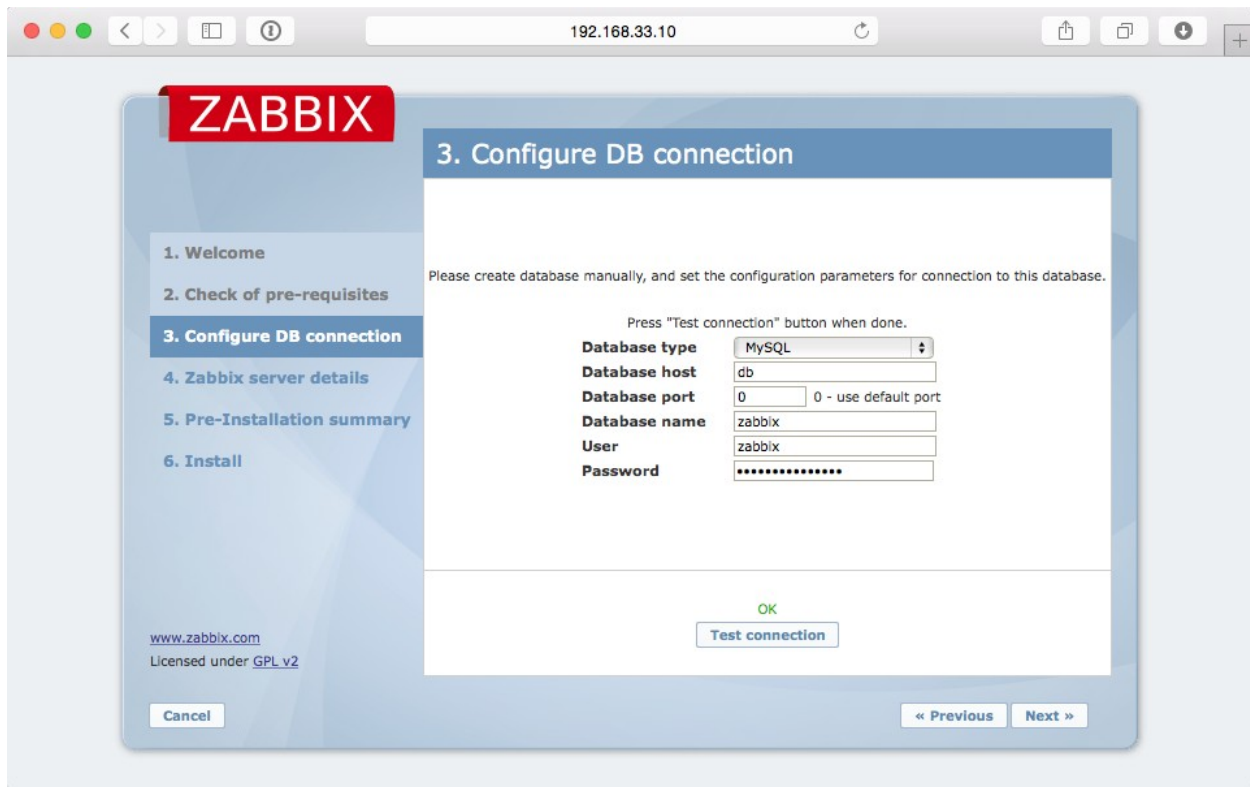 192.168.33.10
ZABBIX
3. Configure DB connection
1. Welcome
2. Check of pre-requisites
3. Configure DB connection
4. Zabbix server details
5. Pre-Installation summary
6. Install
Please create database manually, and set the configuration parameters for connection to this database.
Press "Test connection" button when done.
Database type MySQL
Database host db
Database port 0 0 - use default port
Database name zabbix
User zabbix
Password •••••••••••••••
OK
Test connection
www.zabbix.com
Licensed under GPL v2
Cancel « Previous Next »